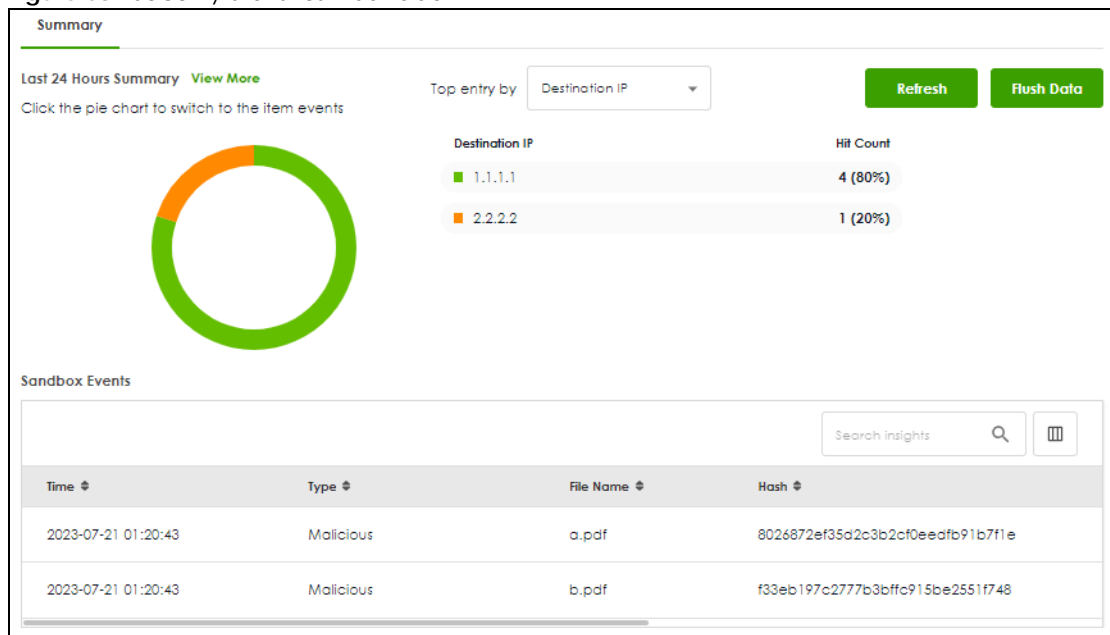 Summary
Last 24 Hours Summary View More
Click the pie chart to switch to the item events
Top entry by Destination IP
Refresh
Flush Data
Destination IP Hit Count
1.1.1.1 4 (80%)
2.2.2.2 1 (20%)
Sandbox Events
Search insights
Time Type File Name Hash
2023-07-21 01:20:43 Malicious a.pdf 8026872ef35d2c3b2cf0eedfb91b7f1e
2023-07-21 01:20:43 Malicious b.pdf f33eb197c2777b3bffc915be2551f748